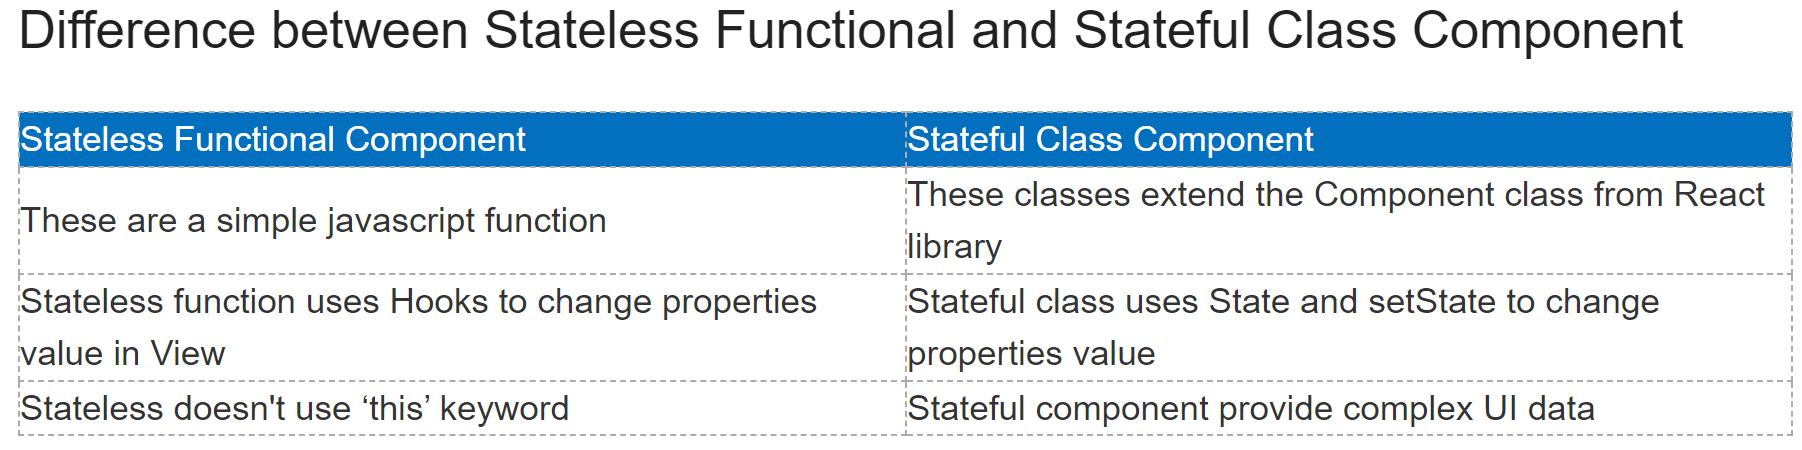 Difference between Stateless Functional and Stateful Class Component
Stateless Functional Component
Stateful Class Component
These are a simple javascript function
These classes extend the Component class from React
library
Stateless function uses Hooks to change properties
value in View
Stateful class uses State and setState to change
properties value
Stateless doesn't use ‘this’ keyword
Stateful component provide complex UI data